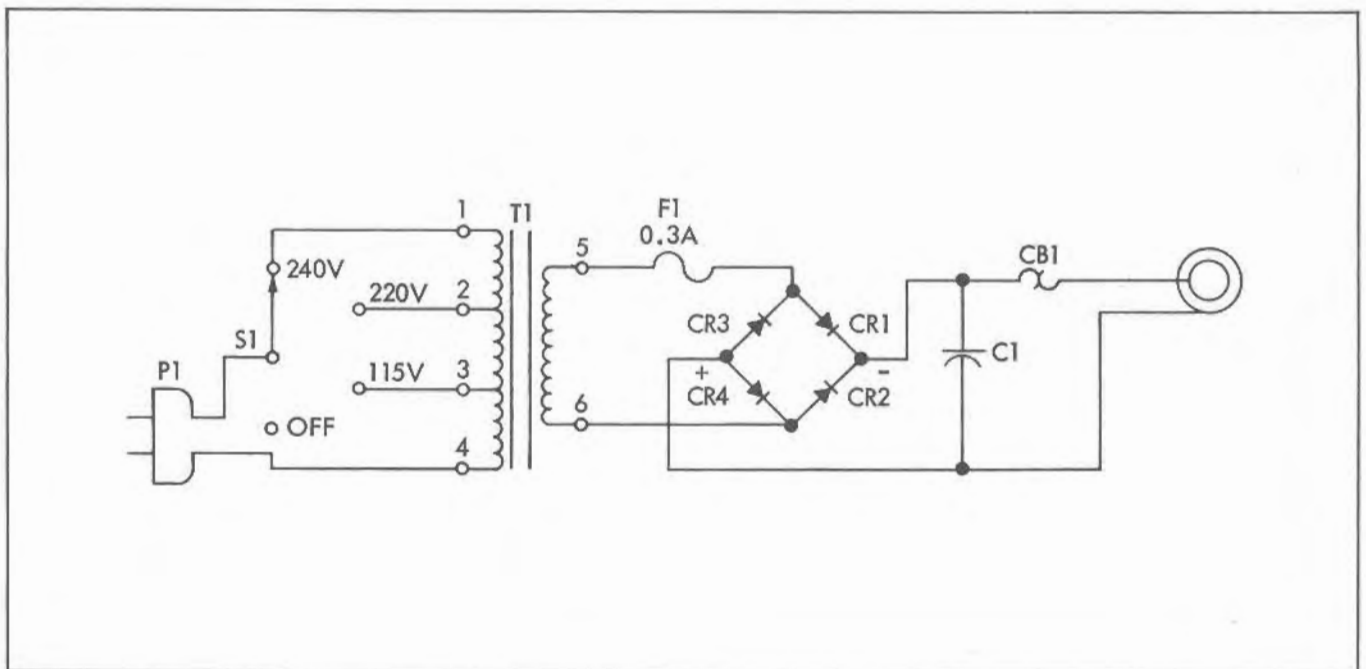 1
T1
F1
0.3A
5
CB1
240V
220V
2
CR3
CR1
S1
C1
P1
115V
3
+
-
CR4
CR2
OFF
6
4